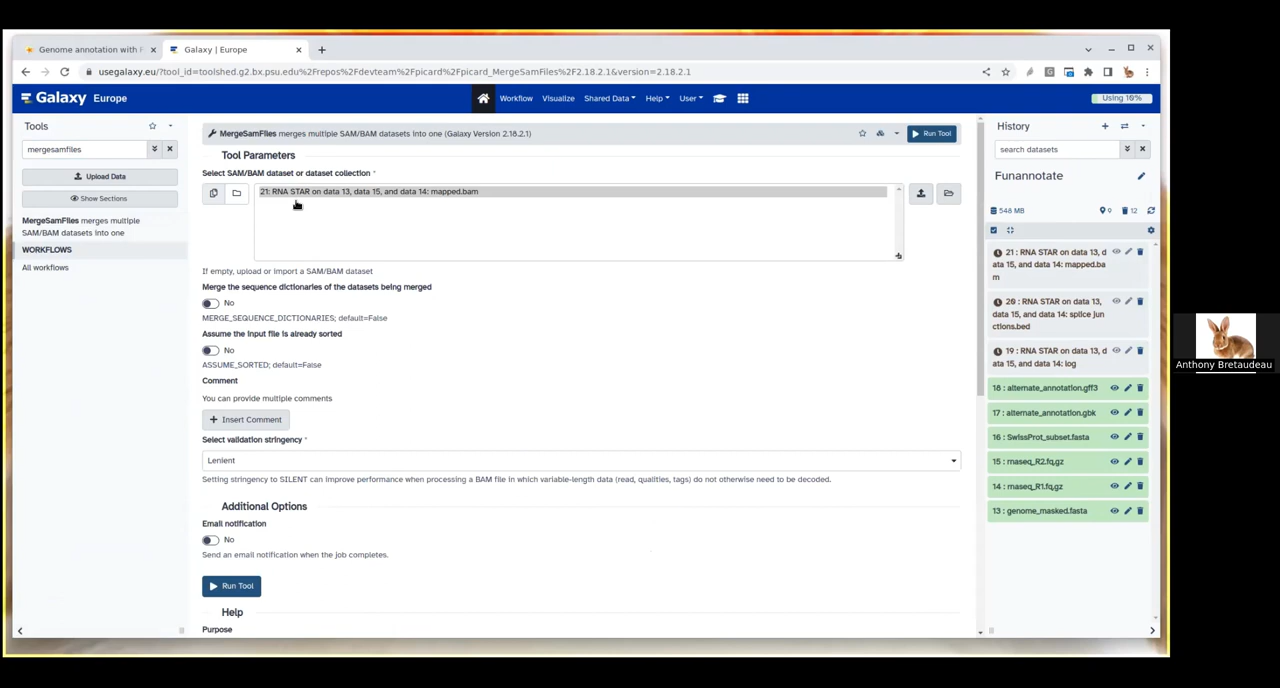 Genome annotation with F
Galaxy | Europe
usegalaxy.eu/?tool_id=toolshed.g2.bx.psu.edu%2Frepos%2Fdevteam%2Fpicard%2Fpicard_MergeSamFiles%2F2.18.2.1&version=2.18.2.1
Galaxy Europe
Workflow Visualize Shared Data Help User
Using 10%
Tools
mergesamfiles
Upload Data
Show Sections
MergeSamFiles merges multiple
SAM/BAM datasets into one
WORKFLOWS
All workflows
MergeSamFiles merges multiple SAM/BAM datasets into one (Galaxy Version 2.18.2.1)
Run Tool
Tool Parameters
Select SAM/BAM dataset or dataset collection *
21: RNA STAR on data 13, data 15, and data 14: mapped.bam
If empty, upload or import a SAM/BAM dataset
Merge the sequence dictionaries of the datasets being merged
No
MERGE_SEQUENCE_DICTIONARIES; default=False
Assume the input file is already sorted
No
ASSUME_SORTED; default=False
Comment
You can provide multiple comments
+ Insert Comment
Select validation stringency *
Lenient
Setting stringency to SILENT can improve performance when processing a BAM file in which variable-length data (read, qualities, tags) do not otherwise need to be decoded.
Additional Options
Email notification
No
Send an email notification when the job completes.
Run Tool
Help
Purpose
History
search datasets
Funannotate
548 MB
9
12
21 : RNA STAR on data 13, d
ata 15, and data 14: mapped.ba
m
20 : RNA STAR on data 13,
data 15, and data 14: splice jun
ctions.bed
19 : RNA STAR on data 13, d
ata 15, and data 14: log
18 : alternate_annotation.gff3
17 : alternate_annotation.gbk
16 : SwissProt_subset.fasta
15 : rnaseq_R2.fq.gz
14 : rnaseq_R1.fq.gz
13 : genome_masked.fasta
Anthony Bretaudeau